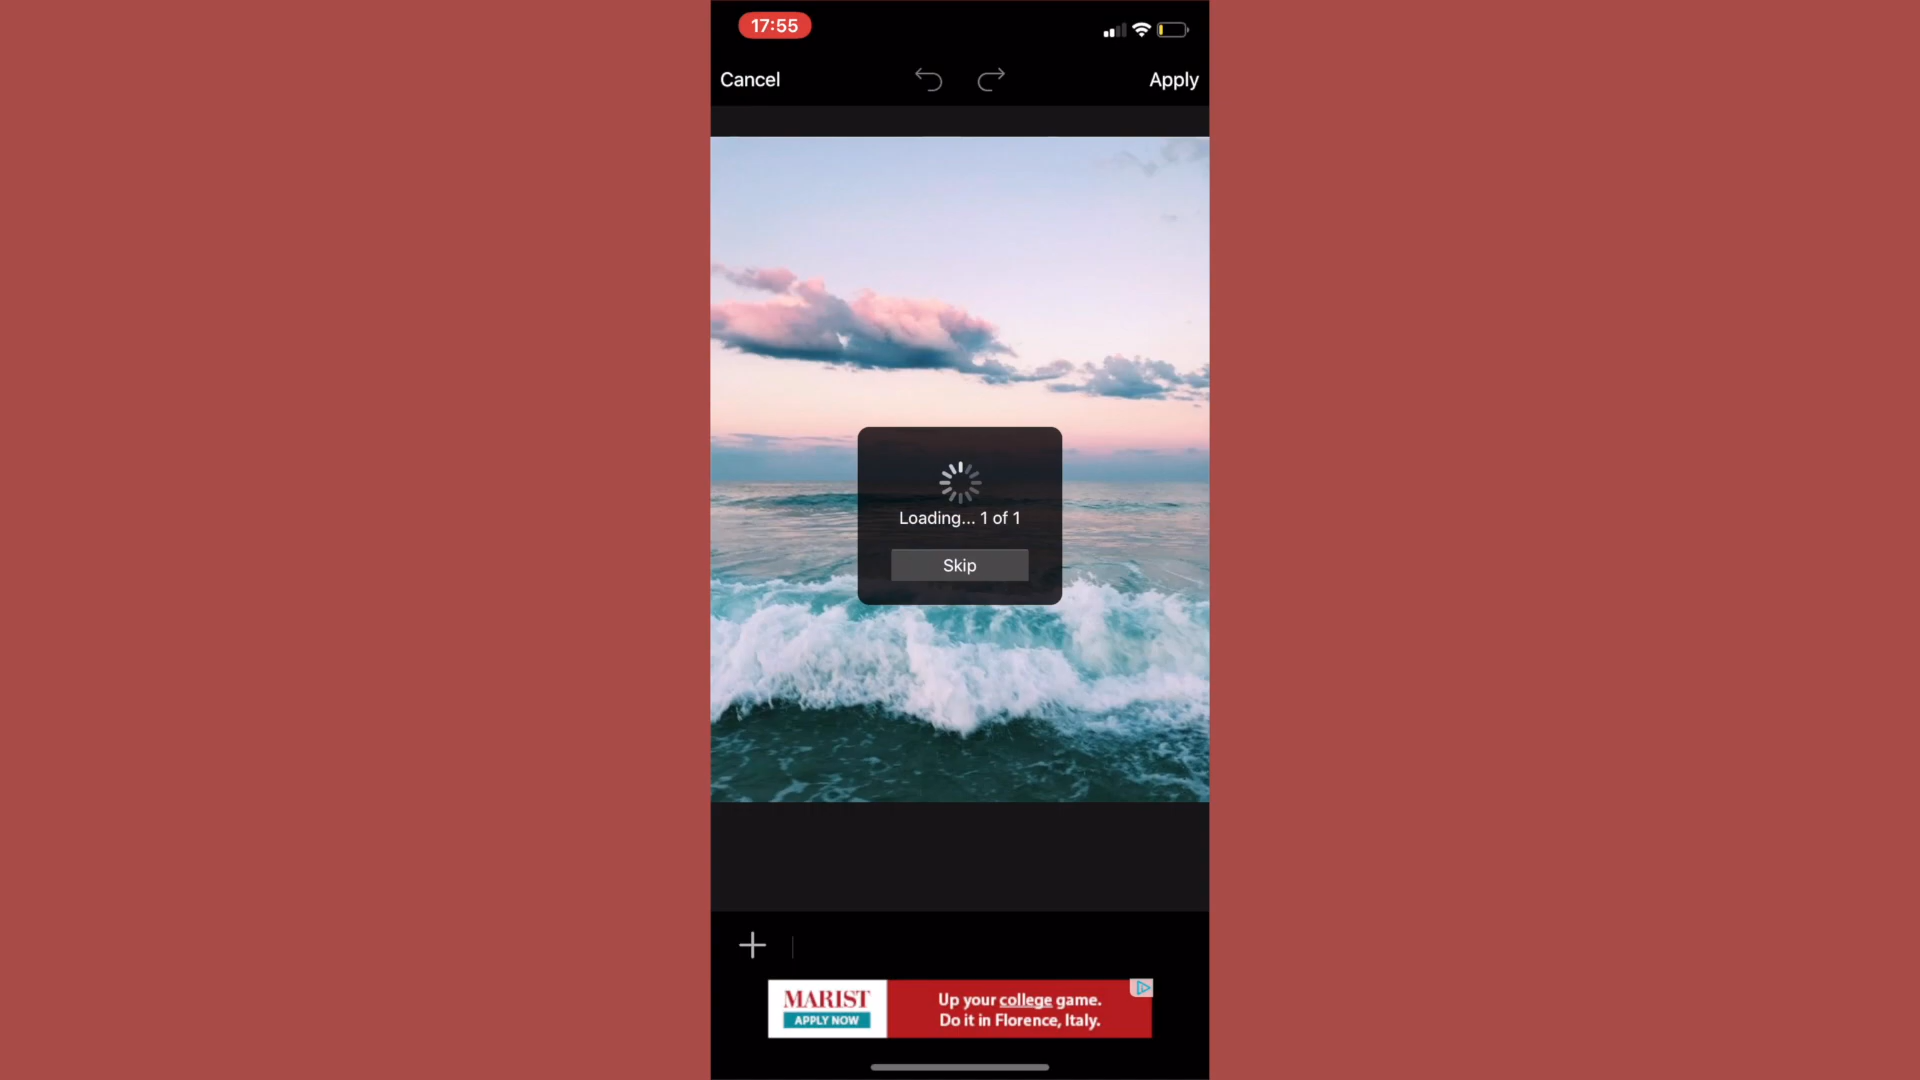 17:55
Cancel
Apply
Loading... 1 of 1
Skip
MARIST
APPLY NOW
Up your college game.
Do it in Florence, Italy.